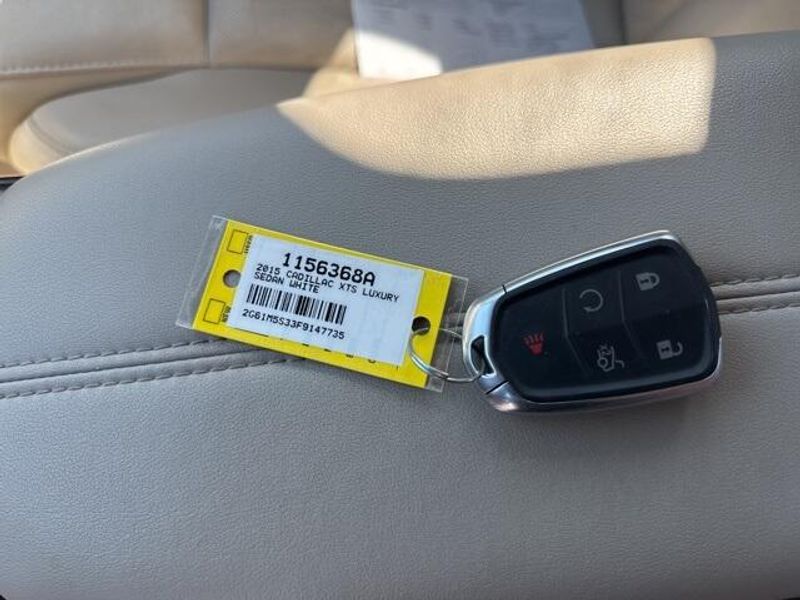 1156368A
2015 CADILLAC XTS LUXURY
SEDAN WHITE
2G61M5S33F9147735